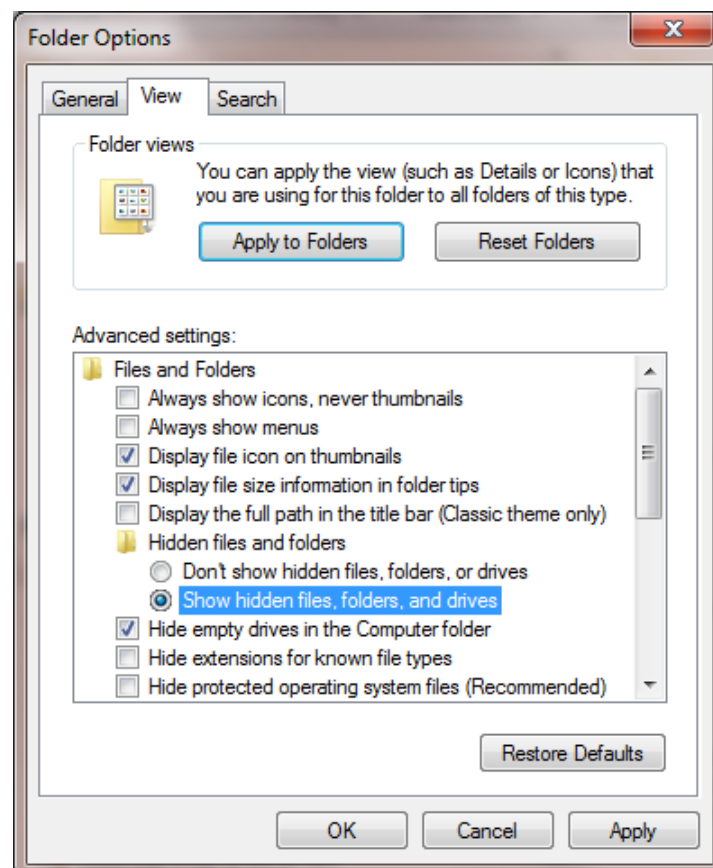 Folder Options
General
View
Search
Folder views
You can apply the view (such as Details or Icons) that
you are using for this folder to all folders of this type.
Apply to Folders
Reset Folders
Advanced settings:
Files and Folders
Always show icons, never thumbnails
Always show menus
Display file icon on thumbnails
Display file size information in folder tips
Display the full path in the title bar (Classic theme only)
Hidden files and folders
Don't show hidden files, folders, or drives
Show hidden files, folders, and drives
Hide empty drives in the Computer folder
Hide extensions for known file types
Hide protected operating system files (Recommended)
Restore Defaults
OK
Cancel
Apply